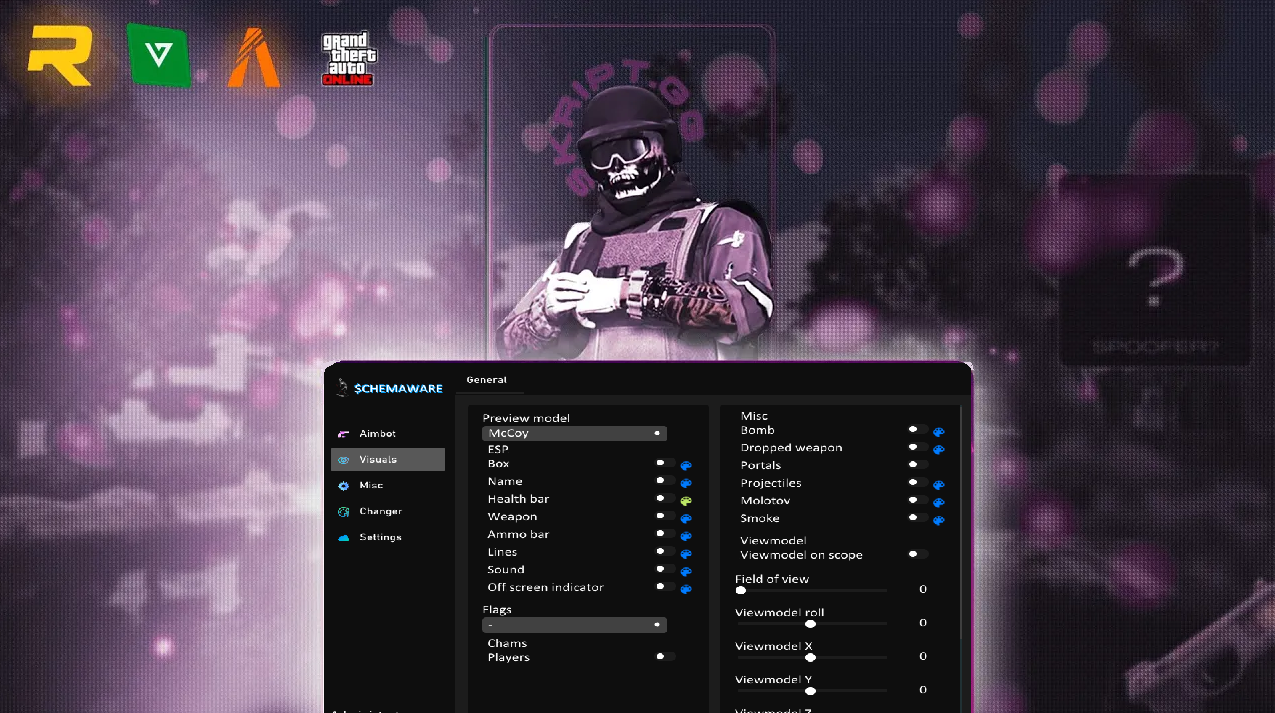 R
grand
theft
auto
ONLINE
SKRIPT.GG
?
SPOOFER?
$CHEMAWARE
General
Aimbot
Visuals
Misc
Changer
Settings
Preview model
McCoy
ESP
Box
Name
Health bar
Weapon
Ammo bar
Lines
Sound
Off screen indicator
Flags
-
Chams
Players
Misc
Bomb
Dropped weapon
Portals
Projectiles
Molotov
Smoke
Viewmodel
Viewmodel on scope
Field of view 0
Viewmodel roll 0
Viewmodel X 0
Viewmodel Y 0
Viewmodel Z